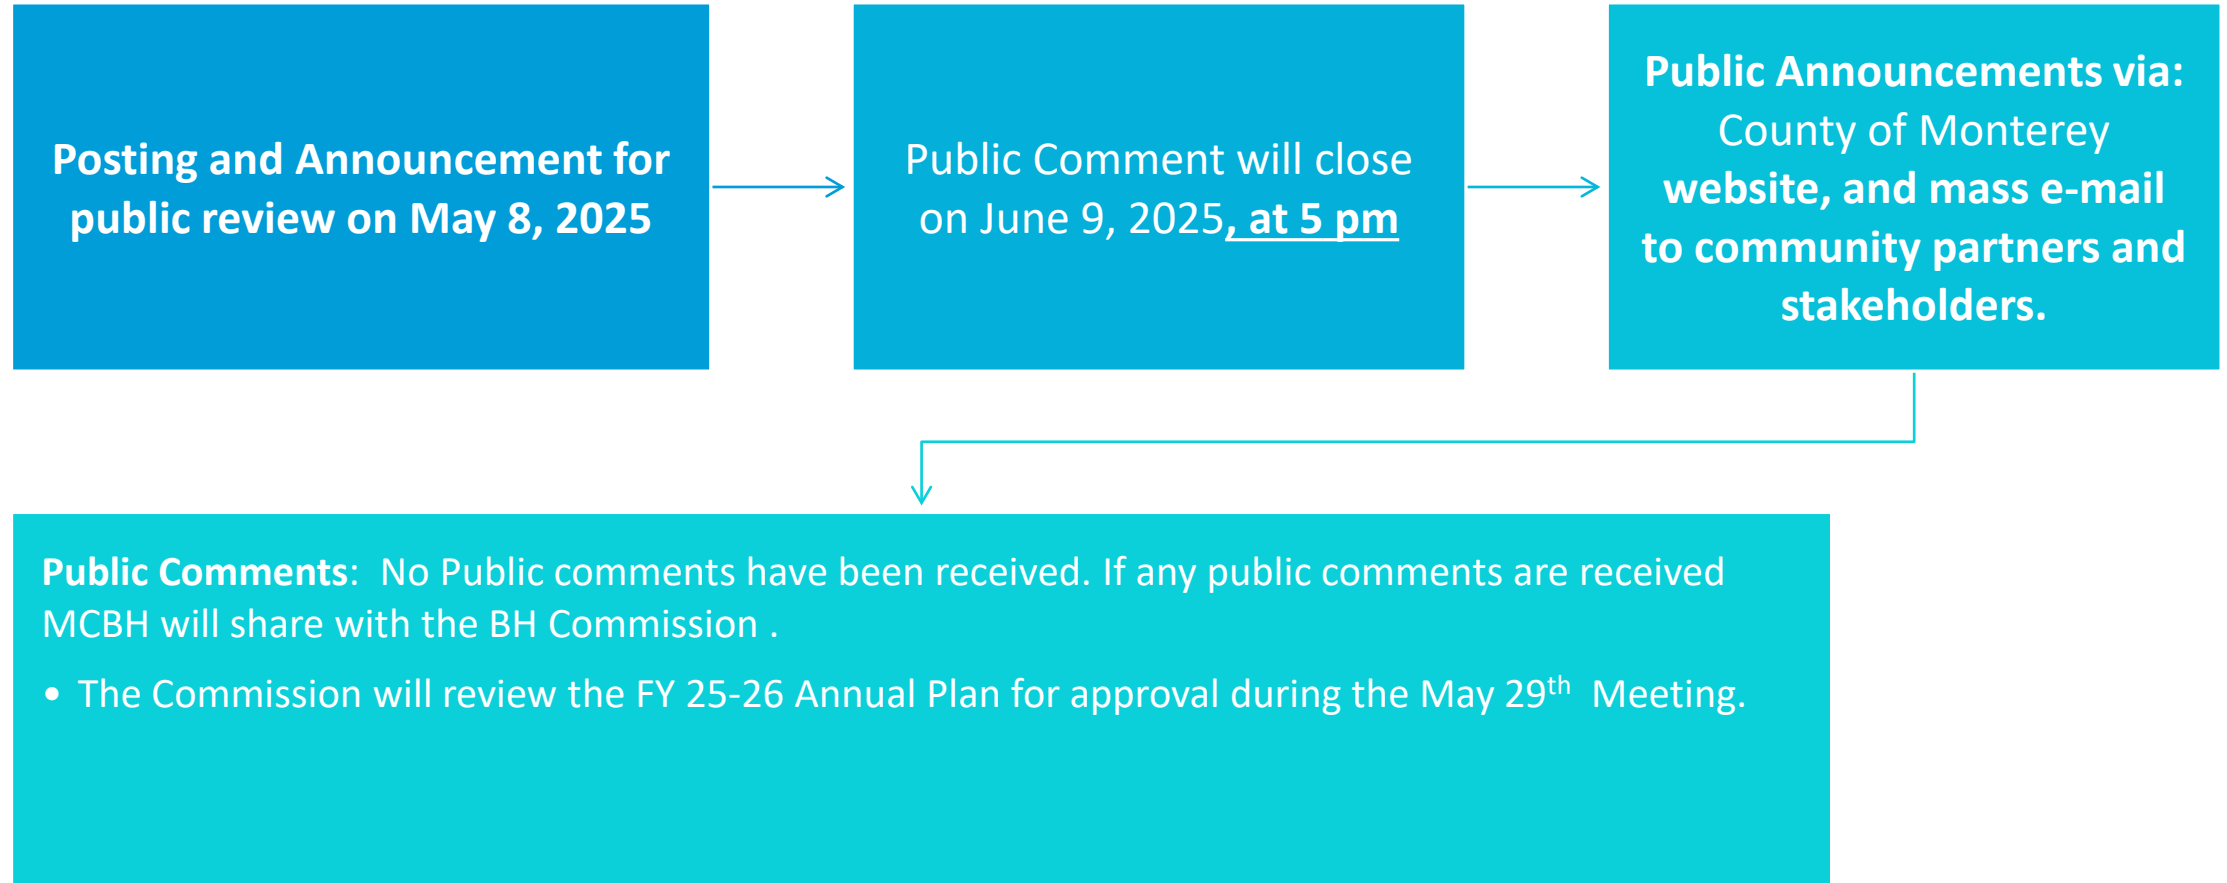 Posting and Announcement for
public review on May 8, 2025
Public Comment will close
on June 9, 2025, at 5 pm
Public Announcements via:
County of Monterey
website, and mass e-mail
to community partners and
stakeholders.
Public Comments:  No Public comments have been received. If any public comments are received
MCBH will share with the BH Commission .
• The Commission will review the FY 25-26 Annual Plan for approval during the May 29th  Meeting.